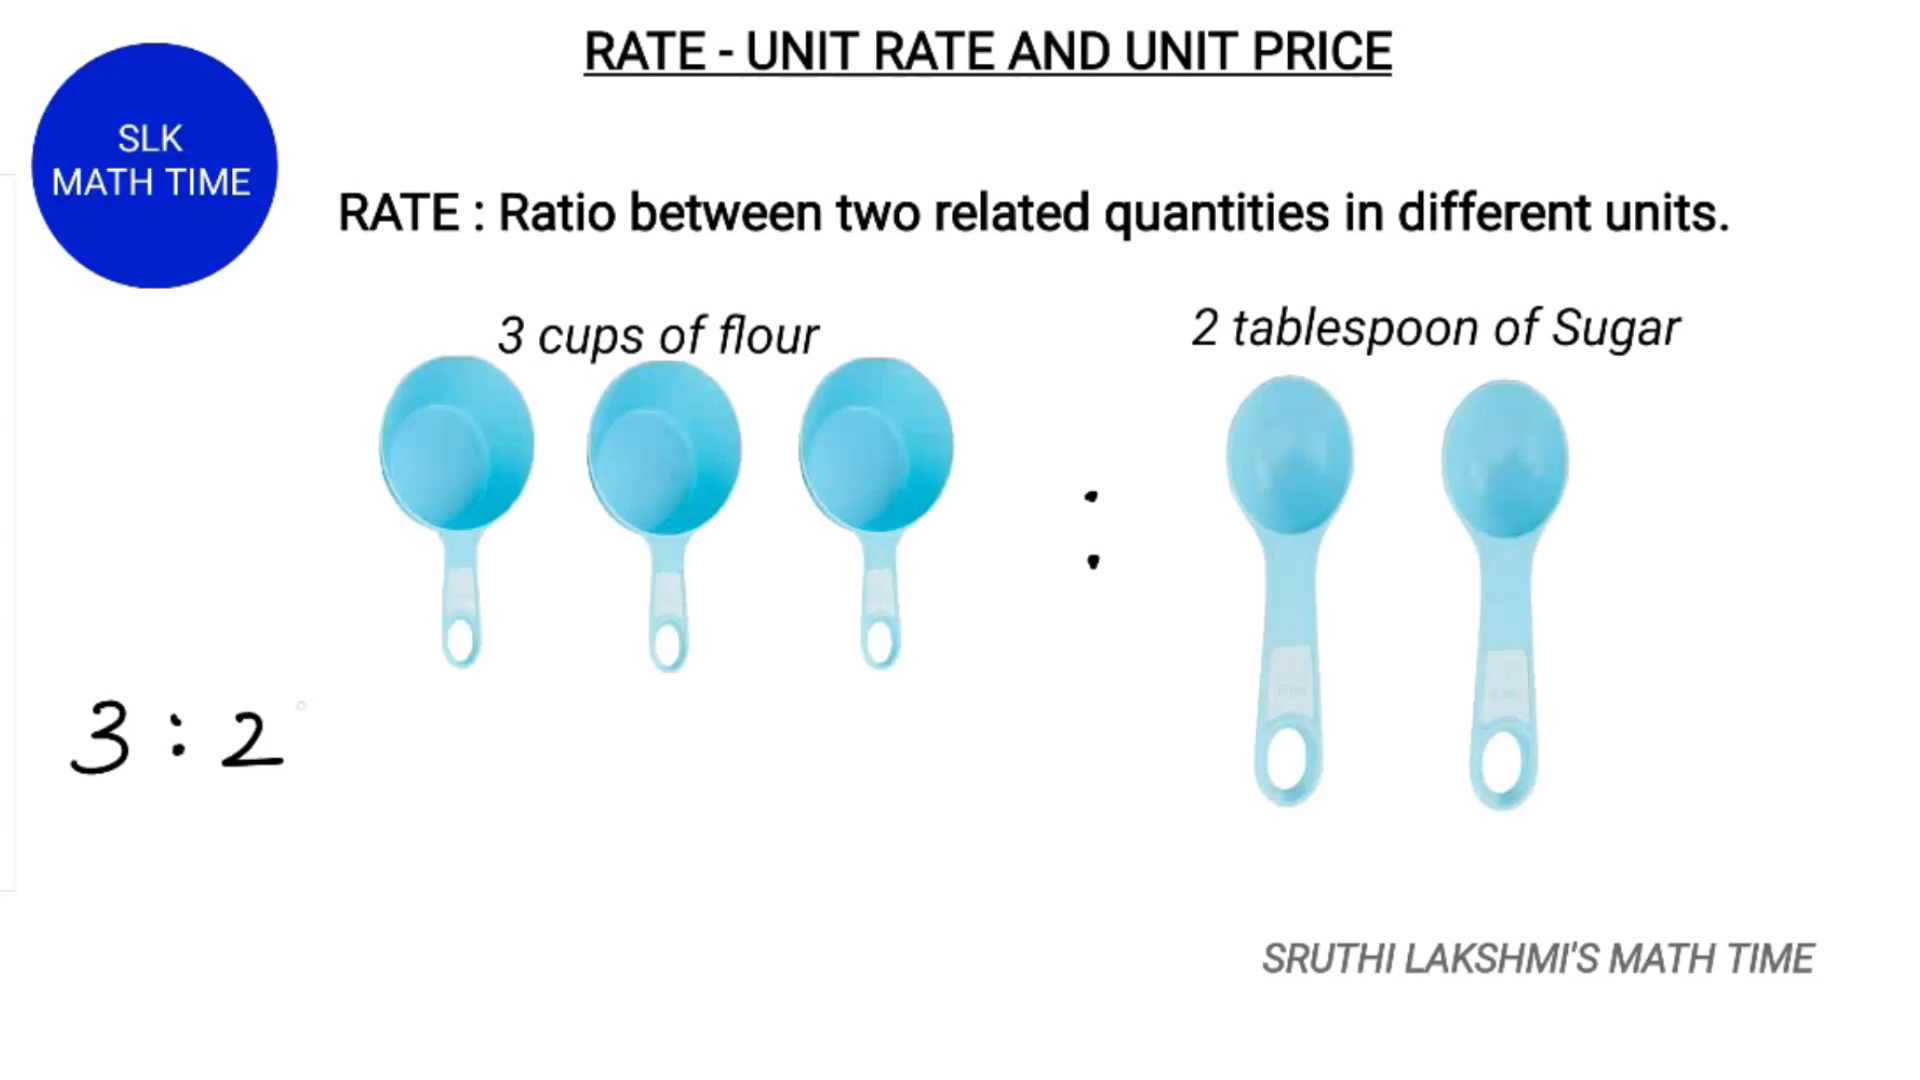 RATE - UNIT RATE AND UNIT PRICE
SLK
MATH TIME
RATE : Ratio between two related quantities in different units.
3 cups of flour
2 tablespoon of Sugar
:
3 : 2
SRUTHI LAKSHMI'S MATH TIME